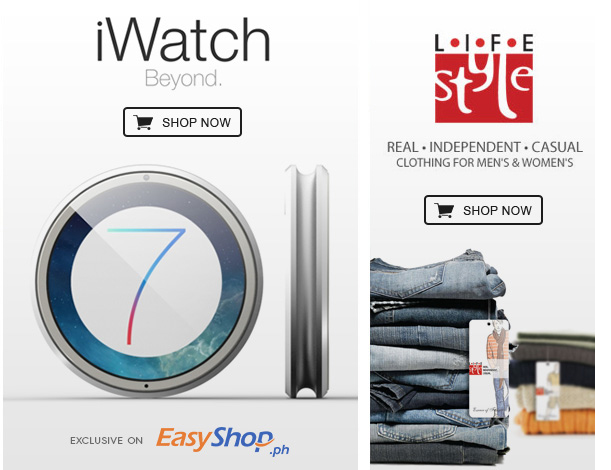 iWatch
Beyond.
SHOP NOW
7
EXCLUSIVE ON EasyShop.ph
L•I•F•E
style
REAL • INDEPENDENT • CASUAL
CLOTHING FOR MEN'S & WOMEN'S
SHOP NOW